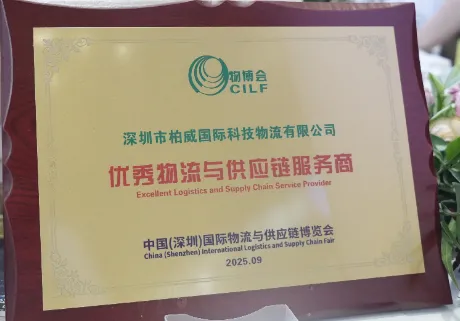 物博会
CILF
深圳市柏威国际科技物流有限公司
优秀物流与供应链服务商
Excellent Logistics and Supply Chain Service Provider
中国(深圳)国际物流与供应链博览会
China (Shenzhen) International Logistics and Supply Chain Fair
2025.09